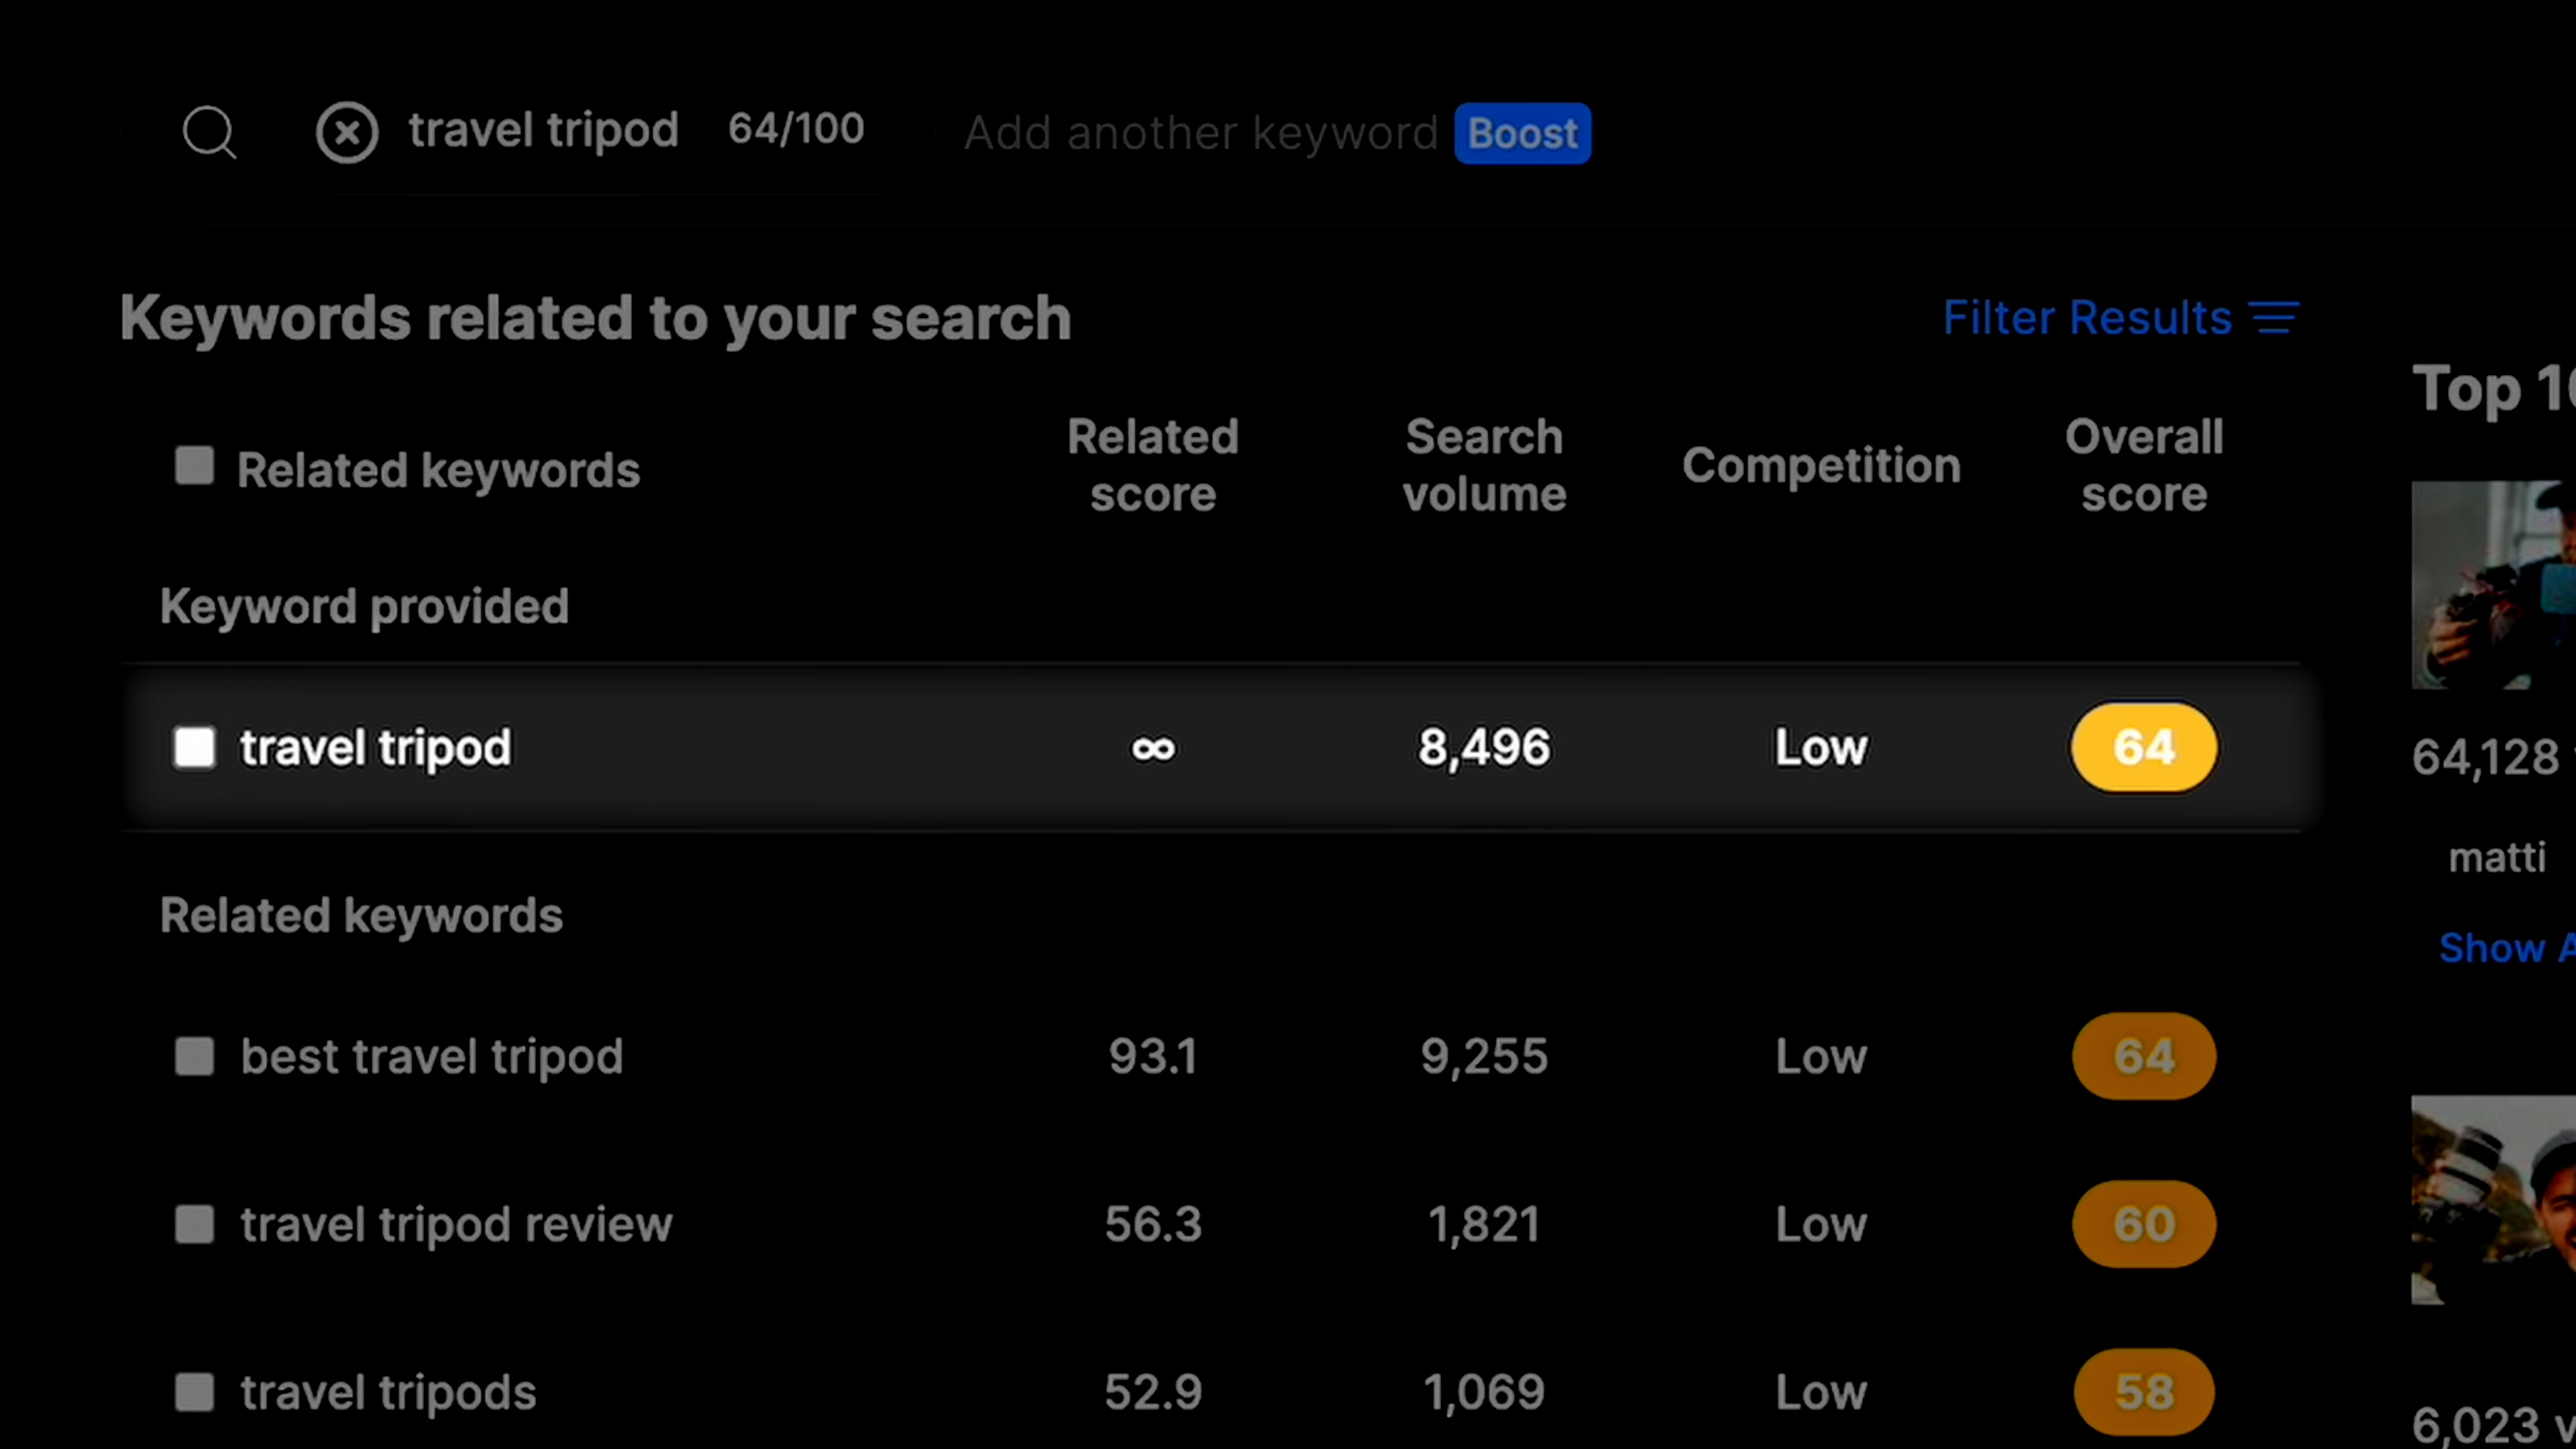 travel tripod 64/100 Add another keyword Boost
Keywords related to your search Filter Results
Related keywords Related score Search volume Competition Overall score
Keyword provided
travel tripod ∞ 8,496 Low 64
Related keywords
best travel tripod 93.1 9,255 Low 64
travel tripod review 56.3 1,821 Low 60
travel tripods 52.9 1,069 Low 58
Top
64,128
matti
Show
6,023